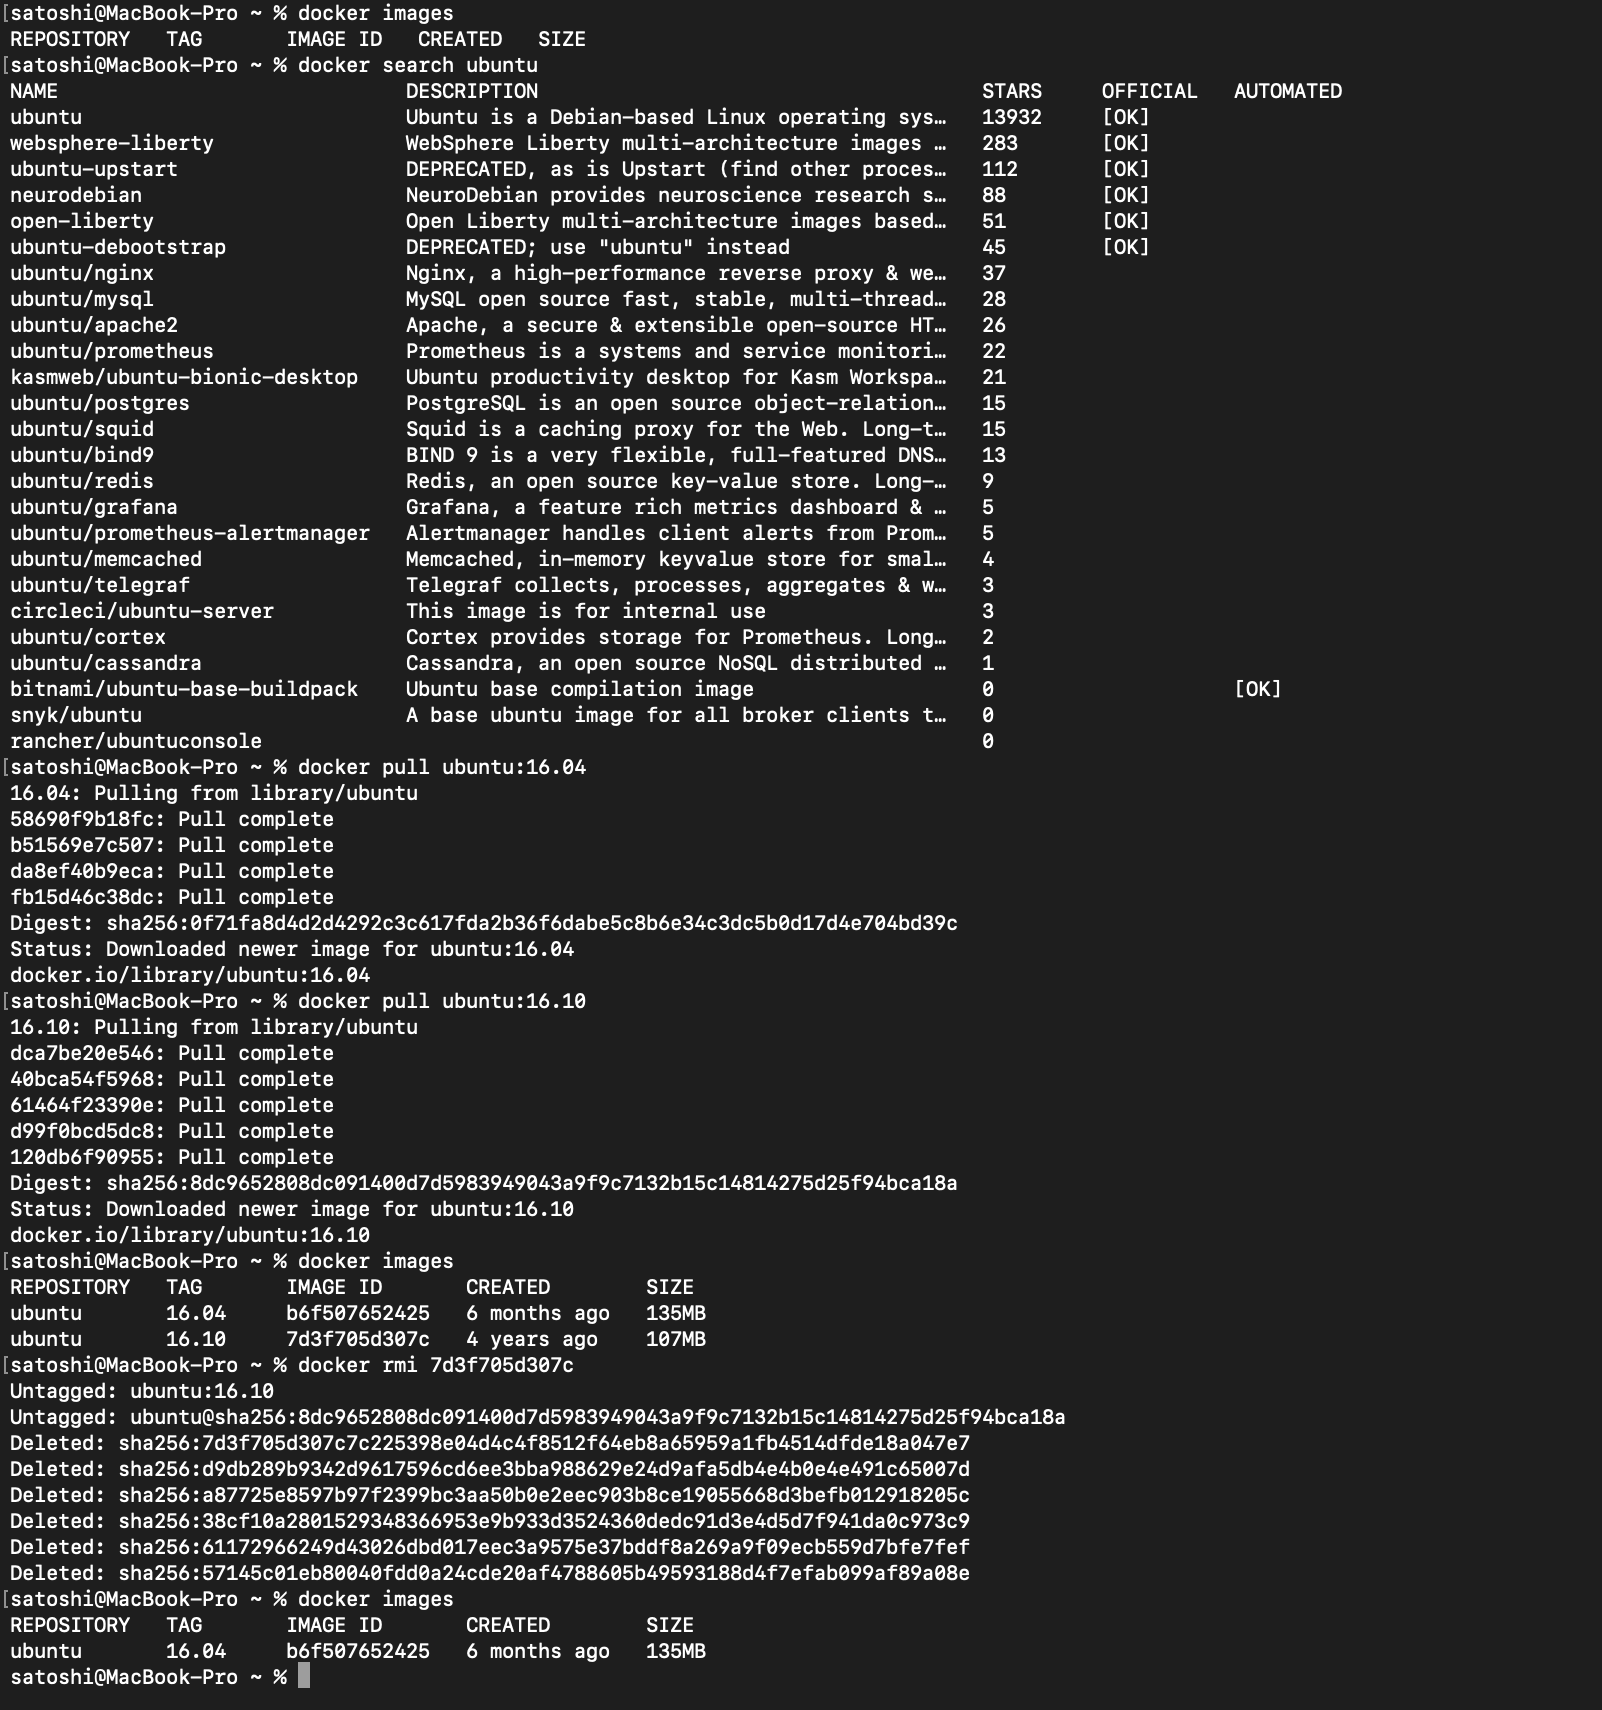 [satoshi@MacBook-Pro ~ % docker images
REPOSITORY   TAG       IMAGE ID   CREATED   SIZE
[satoshi@MacBook-Pro ~ % docker search ubuntu
NAME                             DESCRIPTION                                     STARS     OFFICIAL   AUTOMATED
ubuntu                           Ubuntu is a Debian-based Linux operating sys…   13932     [OK]
websphere-liberty                WebSphere Liberty multi-architecture images …   283       [OK]
ubuntu-upstart                   DEPRECATED, as is Upstart (find other proces…   112       [OK]
neurodebian                      NeuroDebian provides neuroscience research s…   88        [OK]
open-liberty                     Open Liberty multi-architecture images based…   51        [OK]
ubuntu-debootstrap               DEPRECATED; use "ubuntu" instead                45        [OK]
ubuntu/nginx                     Nginx, a high-performance reverse proxy & we…   37
ubuntu/mysql                     MySQL open source fast, stable, multi-thread…   28
ubuntu/apache2                   Apache, a secure & extensible open-source HT…   26
ubuntu/prometheus                Prometheus is a systems and service monitori…   22
kasmweb/ubuntu-bionic-desktop    Ubuntu productivity desktop for Kasm Workspa…   21
ubuntu/postgres                  PostgreSQL is an open source object-relation…   15
ubuntu/squid                     Squid is a caching proxy for the Web. Long-t…   15
ubuntu/bind9                     BIND 9 is a very flexible, full-featured DNS…   13
ubuntu/redis                     Redis, an open source key-value store. Long-…   9
ubuntu/grafana                   Grafana, a feature rich metrics dashboard & …   5
ubuntu/prometheus-alertmanager   Alertmanager handles client alerts from Prom…   5
ubuntu/memcached                 Memcached, in-memory keyvalue store for smal…   4
ubuntu/telegraf                  Telegraf collects, processes, aggregates & w…   3
circleci/ubuntu-server           This image is for internal use                  3
ubuntu/cortex                    Cortex provides storage for Prometheus. Long…   2
ubuntu/cassandra                 Cassandra, an open source NoSQL distributed …   1
bitnami/ubuntu-base-buildpack    Ubuntu base compilation image                   0                    [OK]
snyk/ubuntu                      A base ubuntu image for all broker clients t…   0
rancher/ubuntuconsole                                                            0
[satoshi@MacBook-Pro ~ % docker pull ubuntu:16.04
16.04: Pulling from library/ubuntu
58690f9b18fc: Pull complete
b51569e7c507: Pull complete
da8ef40b9eca: Pull complete
fb15d46c38dc: Pull complete
Digest: sha256:0f71fa8d4d2d4292c3c617fda2b36f6dabe5c8b6e34c3dc5b0d17d4e704bd39c
Status: Downloaded newer image for ubuntu:16.04
docker.io/library/ubuntu:16.04
[satoshi@MacBook-Pro ~ % docker pull ubuntu:16.10
16.10: Pulling from library/ubuntu
dca7be20e546: Pull complete
40bca54f5968: Pull complete
61464f23390e: Pull complete
d99f0bcd5dc8: Pull complete
120db6f90955: Pull complete
Digest: sha256:8dc9652808dc091400d7d5983949043a9f9c7132b15c14814275d25f94bca18a
Status: Downloaded newer image for ubuntu:16.10
docker.io/library/ubuntu:16.10
[satoshi@MacBook-Pro ~ % docker images
REPOSITORY   TAG       IMAGE ID       CREATED        SIZE
ubuntu       16.04     b6f507652425   6 months ago   135MB
ubuntu       16.10     7d3f705d307c   4 years ago    107MB
[satoshi@MacBook-Pro ~ % docker rmi 7d3f705d307c
Untagged: ubuntu:16.10
Untagged: ubuntu@sha256:8dc9652808dc091400d7d5983949043a9f9c7132b15c14814275d25f94bca18a
Deleted: sha256:7d3f705d307c7c225398e04d4c4f8512f64eb8a65959a1fb4514dfde18a047e7
Deleted: sha256:d9db289b9342d9617596cd6ee3bba988629e24d9afa5db4e4b0e4e491c65007d
Deleted: sha256:a87725e8597b97f2399bc3aa50b0e2eec903b8ce19055668d3befb012918205c
Deleted: sha256:38cf10a2801529348366953e9b933d3524360dedc91d3e4d5d7f941da0c973c9
Deleted: sha256:61172966249d43026dbd017eec3a9575e37bddf8a269a9f09ecb559d7bfe7fef
Deleted: sha256:57145c01eb80040fdd0a24cde20af4788605b49593188d4f7efab099af89a08e
[satoshi@MacBook-Pro ~ % docker images
REPOSITORY   TAG       IMAGE ID       CREATED        SIZE
ubuntu       16.04     b6f507652425   6 months ago   135MB
satoshi@MacBook-Pro ~ %